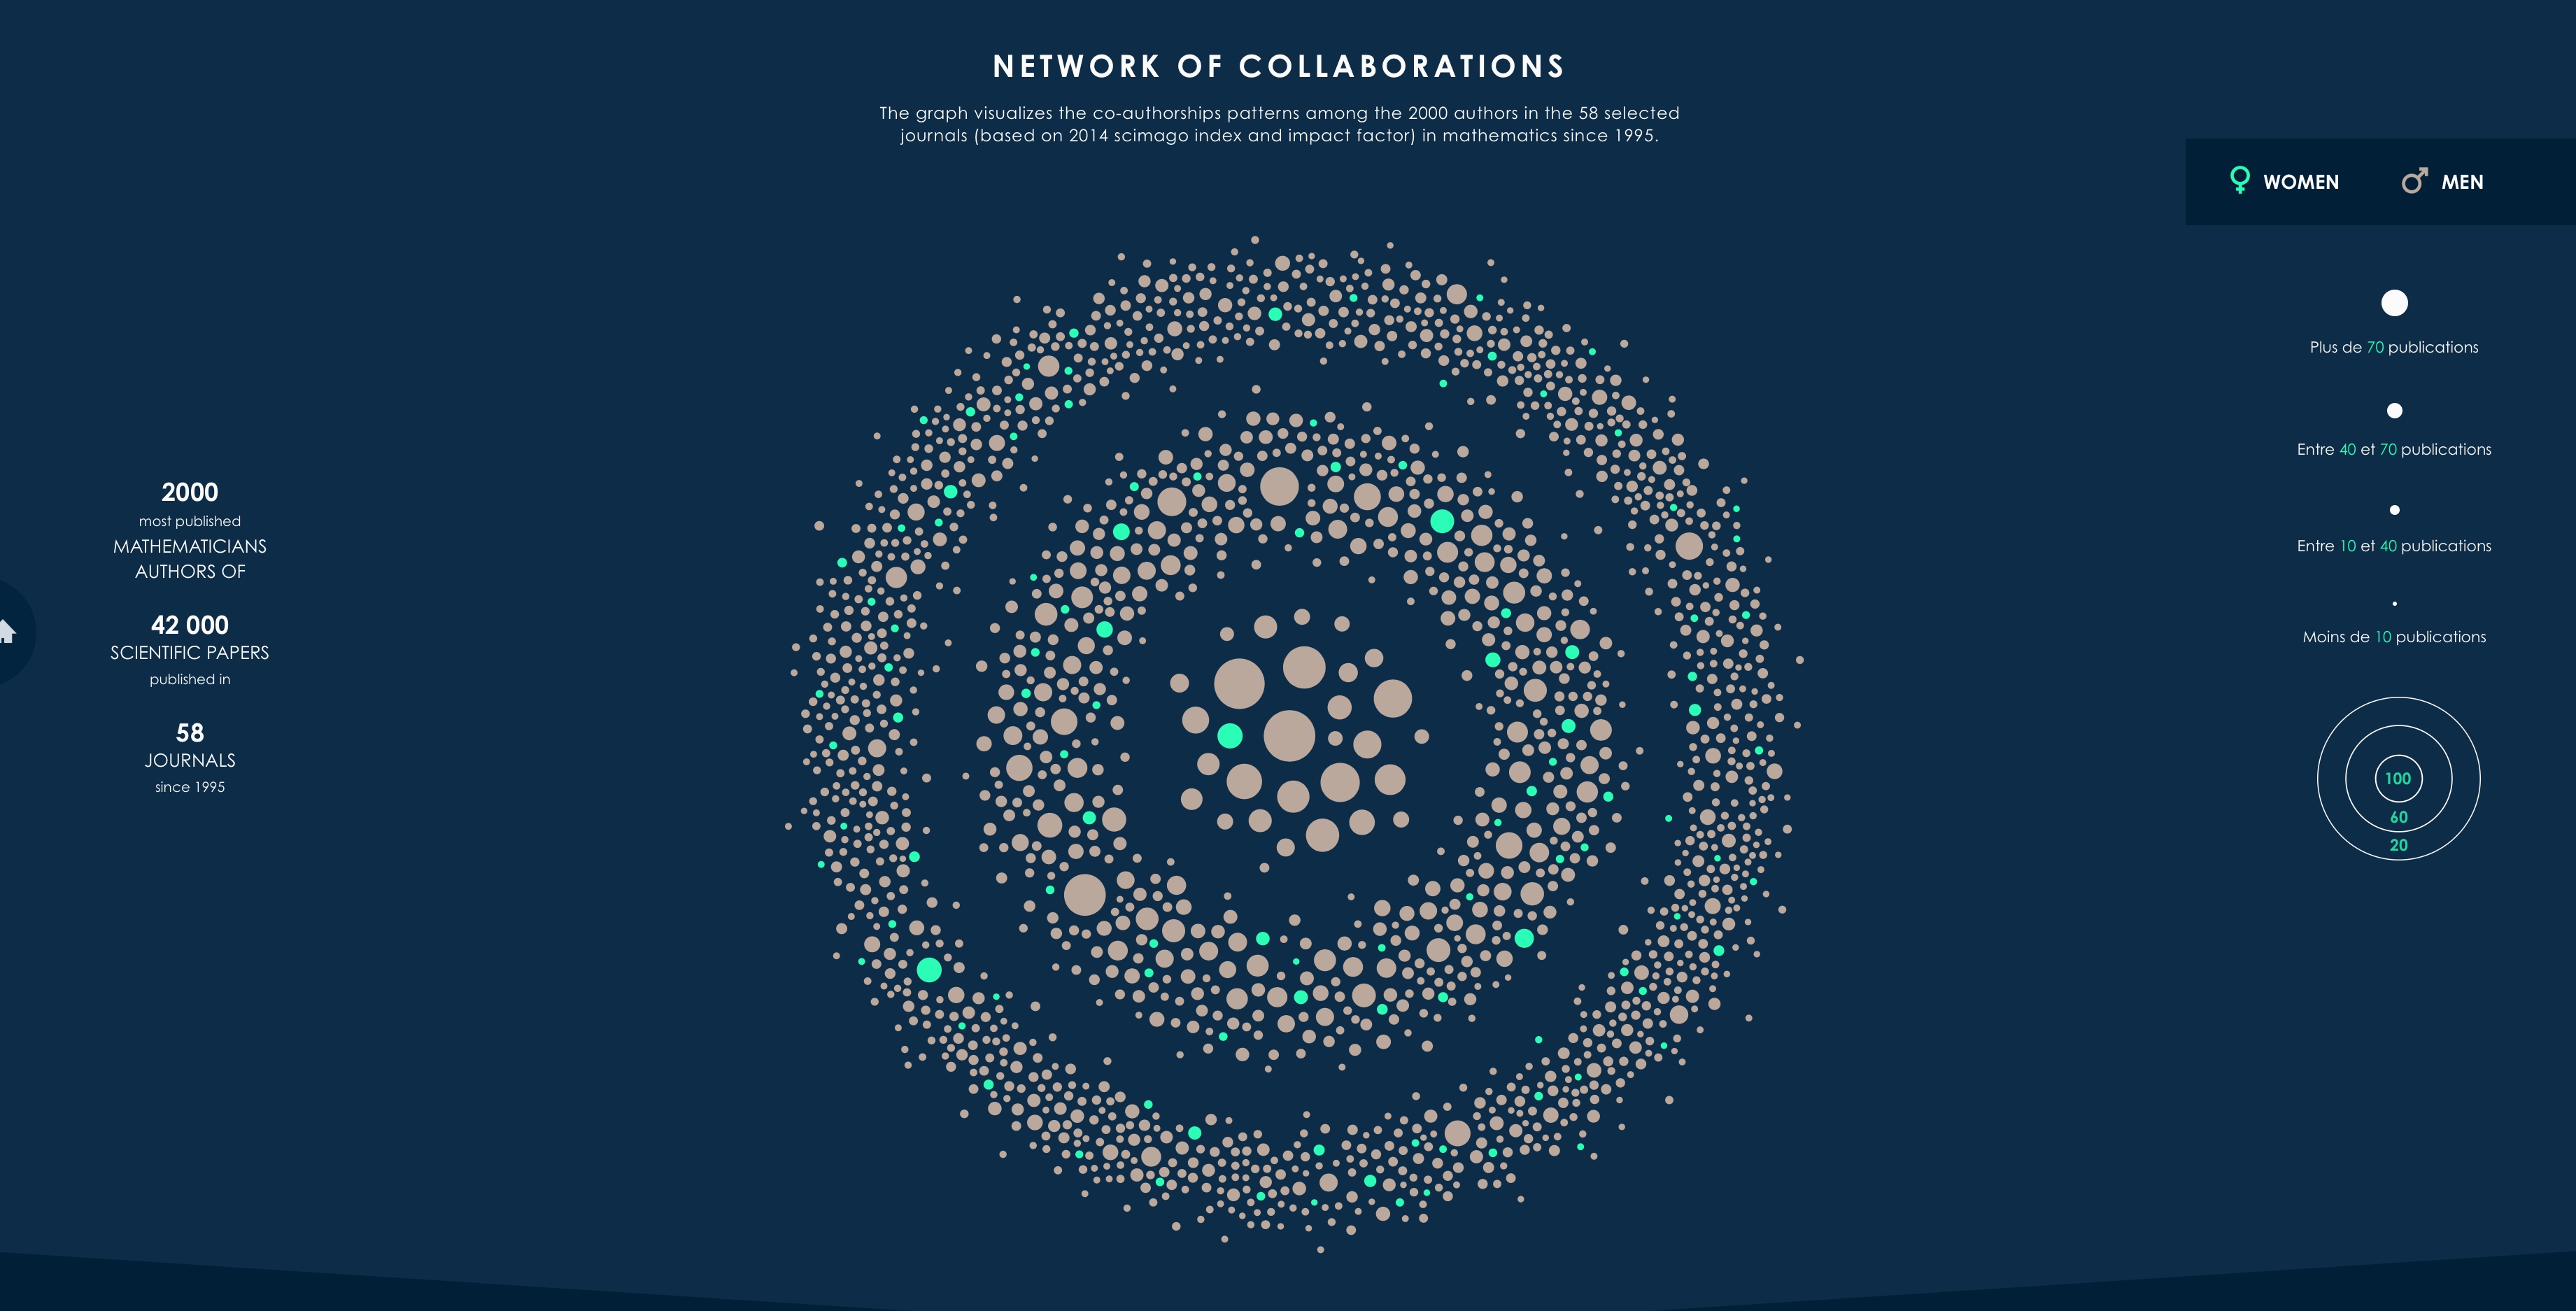 NETWORK OF COLLABORATIONS
The graph visualizes the co-authorships patterns among the 2000 authors in the 58 selected
journals (based on 2014 scimago index and impact factor) in mathematics since 1995.
WOMEN
MEN
2000
most published
MATHEMATICIANS
AUTHORS OF
42 000
SCIENTIFIC PAPERS
published in
58
JOURNALS
since 1995
Plus de 70 publications
Entre 40 et 70 publications
Entre 10 et 40 publications
Moins de 10 publications
100
60
20